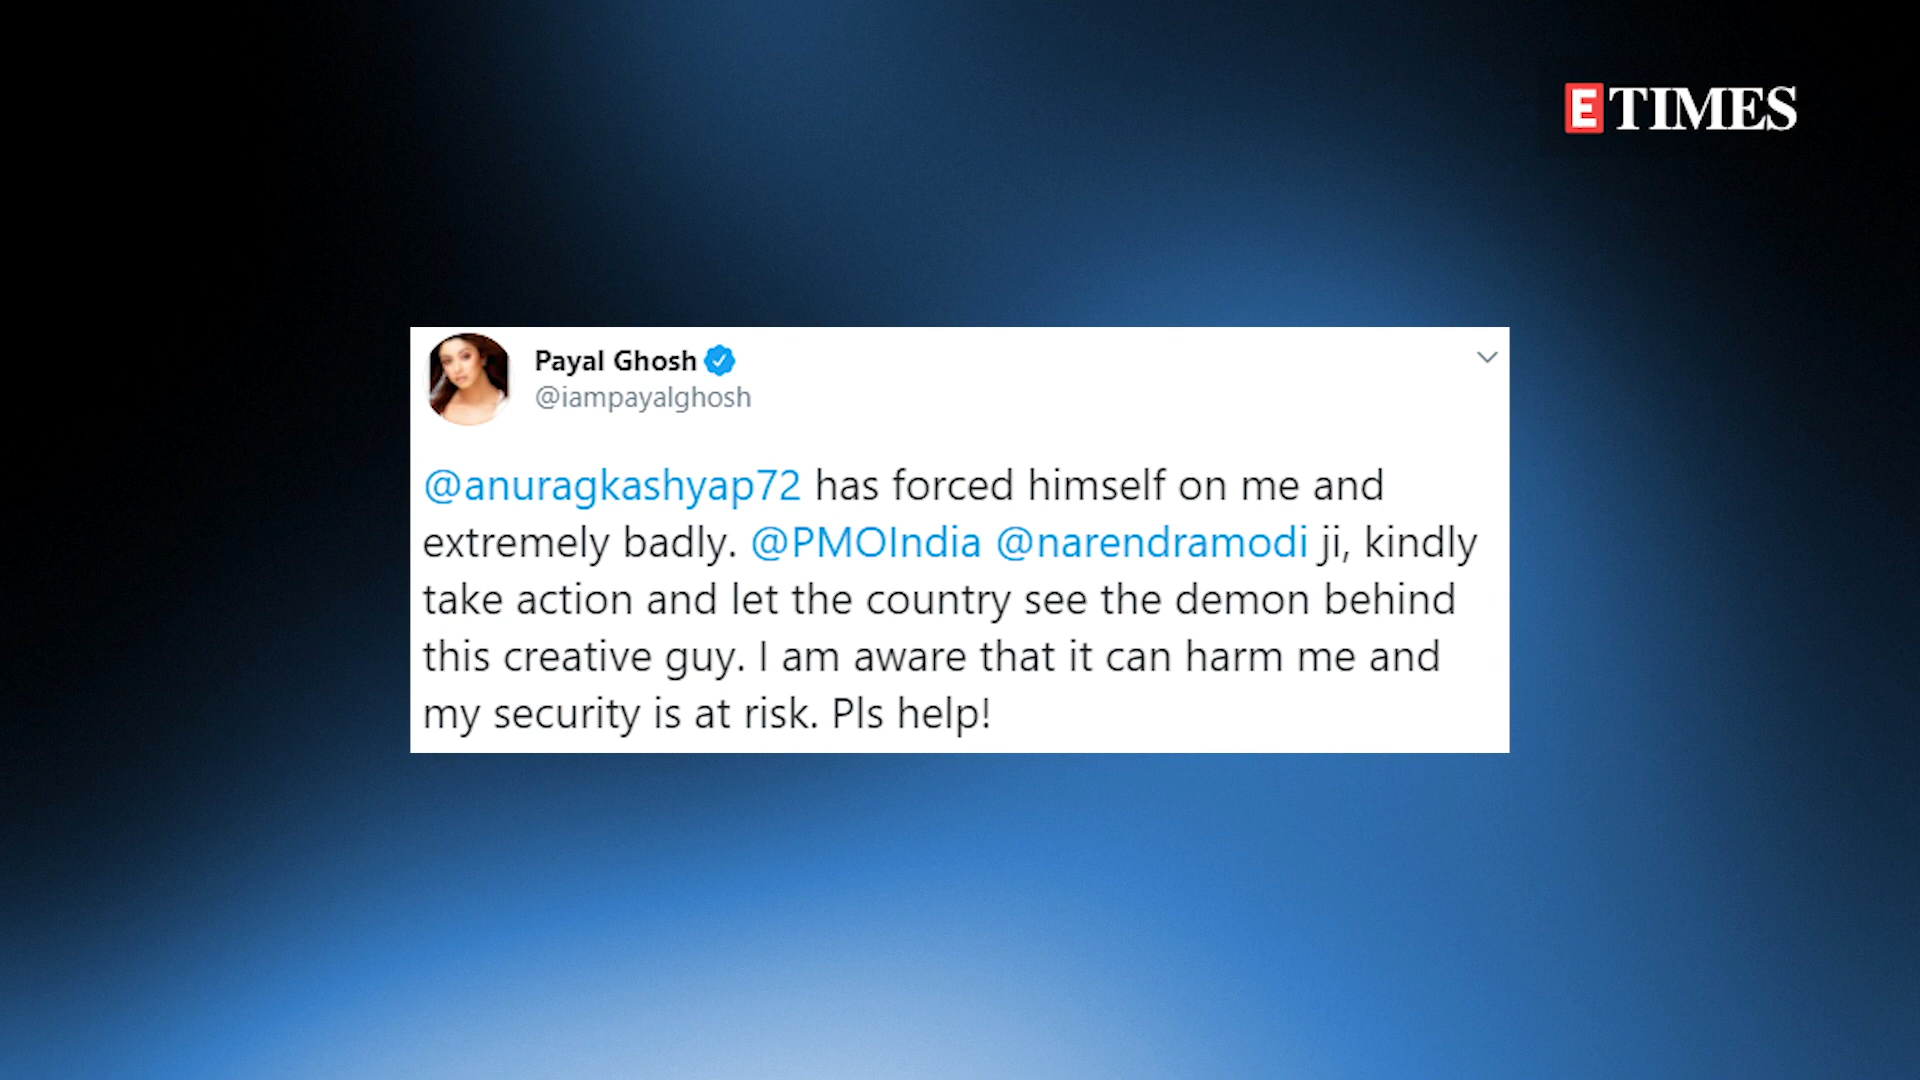 E TIMES
Payal Ghosh
@iampayalghosh
@anuragkashyap72 has forced himself on me and
extremely badly. @PMOIndia @narendramodi ji, kindly
take action and let the country see the demon behind
this creative guy. I am aware that it can harm me and
my security is at risk. Pls help!